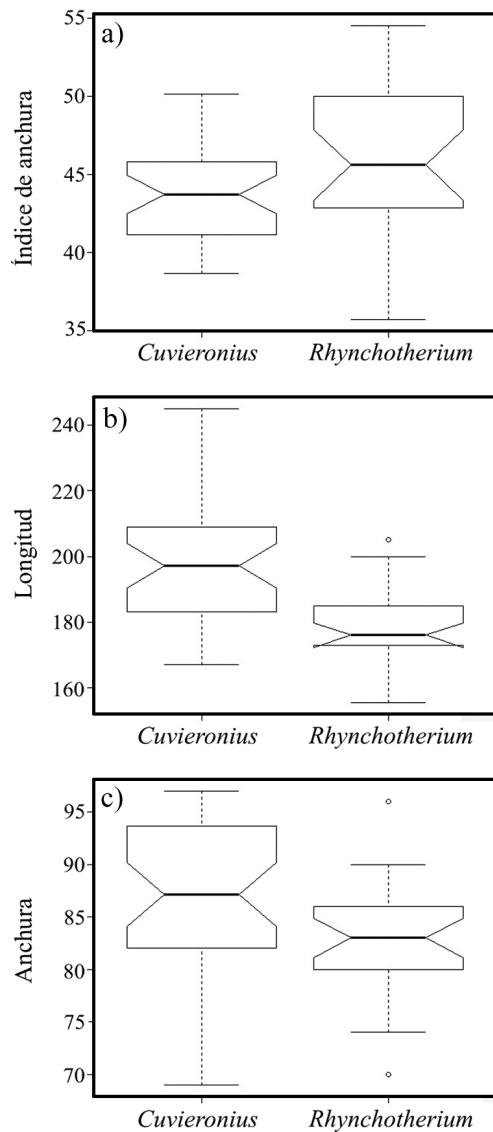 a)
Índice de anchura
55
50
45
40
35
Cuvieronius Rhynchotherium
b)
Longitud
240
220
200
180
160
Cuvieronius Rhynchotherium
c)
Anchura
95
90
85
80
75
70
Cuvieronius Rhynchotherium